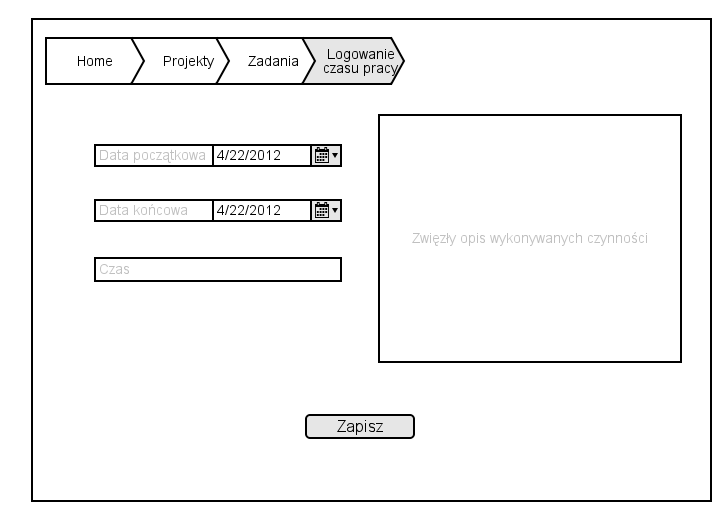 Home Projekty Zadania Logowanie
czasu pracy
Data początkowa 4/22/2012
Data końcowa 4/22/2012
Zwięzły opis wykonywanych czynności
Czas
Zapisz